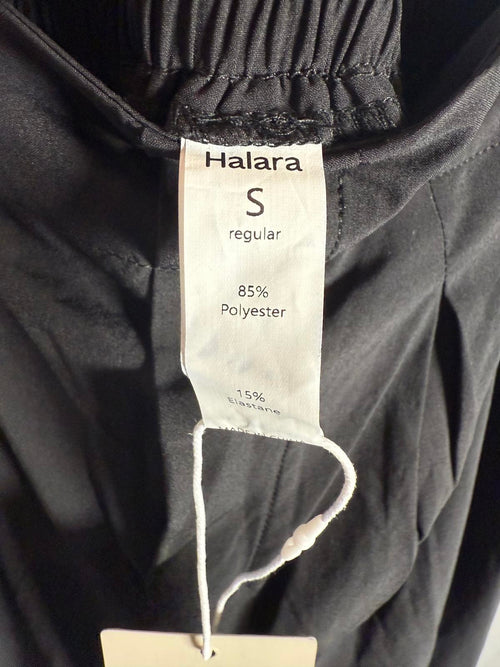 Halara
S
regular
85%
Polyester
15%
Elastane